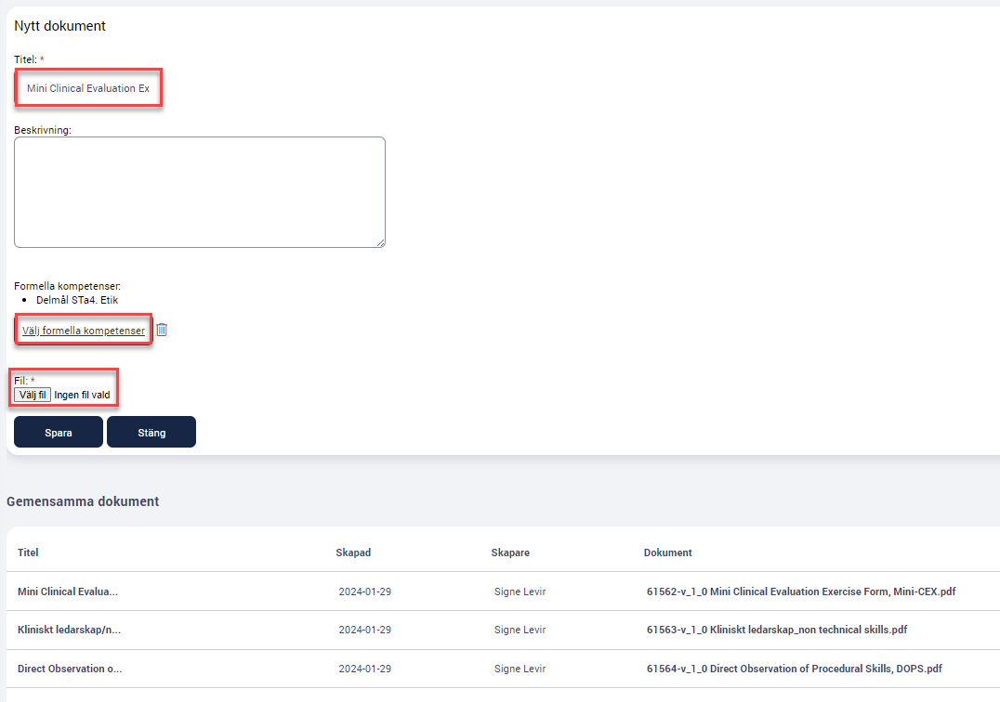 Nytt dokument
Titel: *
Mini Clinical Evaluation Ex
Beskrivning:
Formella kompetenser:
• Delmål STa4. Etik
Välj formella kompetenser
Fil: *
Välj fil Ingen fil vald
Spara Stäng
Gemensamma dokument
Titel Skapad Skapare Dokument
Mini Clinical Evalua... 2024-01-29 Signe Levir 61562-v_1_0 Mini Clinical Evaluation Exercise Form, Mini-CEX.pdf
Kliniskt ledarskap/n... 2024-01-29 Signe Levir 61563-v_1_0 Kliniskt ledarskap_non technical skills.pdf
Direct Observation o... 2024-01-29 Signe Levir 61564-v_1_0 Direct Observation of Procedural Skills, DOPS.pdf